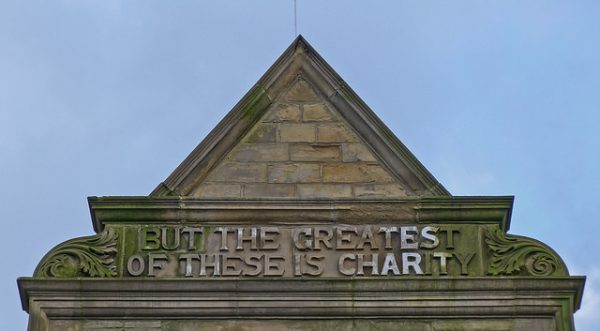 BUT THE GREATEST
OF THESE IS CHARITY